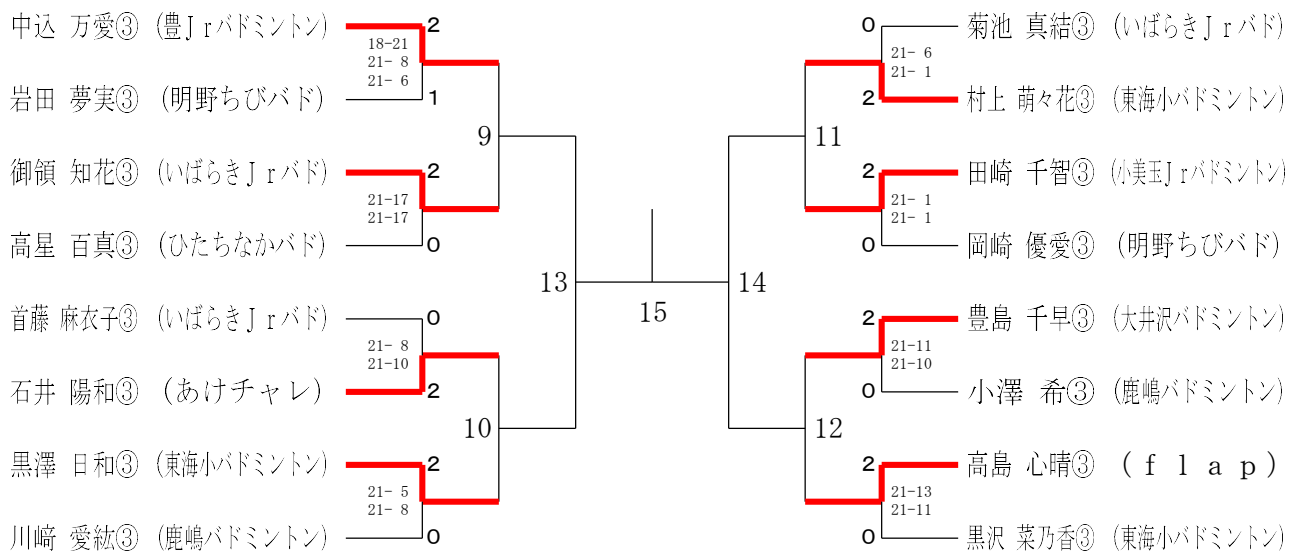 中込 万愛③ (豊Ｊｒバドミントン) 2
18-21
21- 8
21- 6
岩田 夢実③ (明野ちびバド) 1
9
御領 知花③ (いばらきＪｒバド) 2
21-17
21-17
高星 百真③ (ひたちなかバド) 0
13
首藤 麻衣子③ (いばらきＪｒバド) 0
21- 8
21-10
石井 陽和③ (あけチャレ) 2
10
黒澤 日和③ (東海小バドミントン) 2
21- 5
21- 8
川﨑 愛紘③ (鹿嶋バドミントン) 0
15
0 菊池 真結③ (いばらきＪｒバド)
21- 6
21- 1
2 村上 萌々花③ (東海小バドミントン)
11
2 田崎 千智③ (小美玉Ｊｒバドミントン)
21- 1
21- 1
0 岡崎 優愛③ (明野ちびバド)
14
2 豊島 千早③ (大井沢バドミントン)
21-11
21-10
0 小澤 希③ (鹿嶋バドミントン)
12
2 高島 心晴③ (ｆｌａｐ)
21-13
21-11
0 黒沢 菜乃香③ (東海小バドミントン)